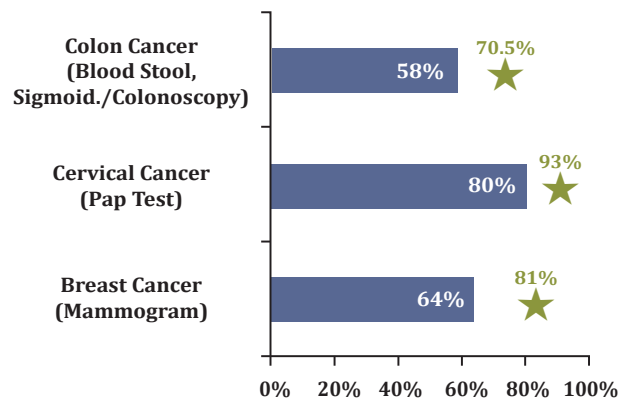 Colon Cancer
(Blood Stool,
Sigmoid./Colonoscopy)
58%
70.5%
Cervical Cancer
(Pap Test)
80%
93%
Breast Cancer
(Mammogram)
64%
81%
0% 20% 40% 60% 80% 100%